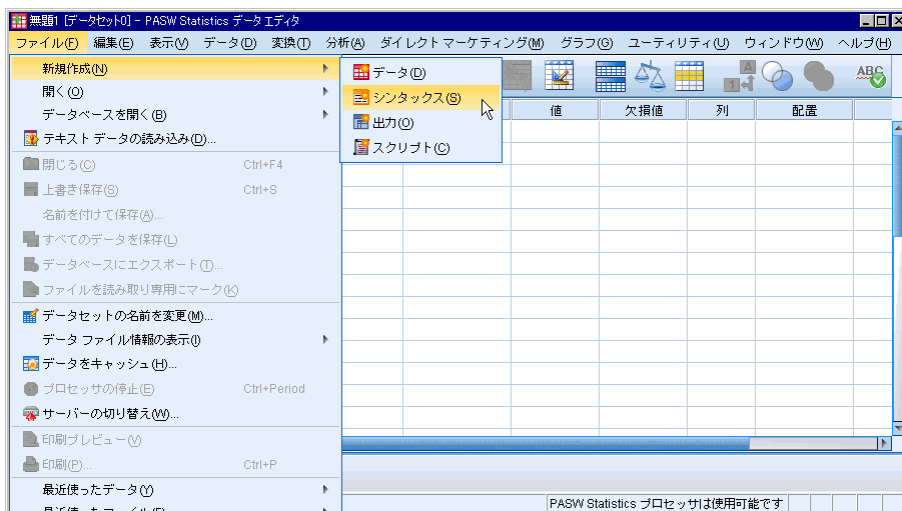 無題1 [データセット0] - PASW Statistics データ エディタ
ファイル(F) 編集(E) 表示(V) データ(D) 変換(T) 分析(A) ダイレクト マーケティング(M) グラフ(G) ユーティリティ(U) ウィンドウ(W) ヘルプ(H)
新規作成(N)
開く(O)
データベースを開く(B)
テキスト データの読み込み(D)...
閉じる(C) Ctrl+F4
上書き保存(S) Ctrl+S
名前を付けて保存(A)...
すべてのデータを保存(L)
データベースにエクスポート(T)...
ファイルを読み取り専用にマーク(K)
データセットの名前を変更(M)...
データ ファイル情報の表示(I)
データをキャッシュ(H)...
プロセッサの停止(E) Ctrl+Period
サーバーの切り替え(W)...
印刷プレビュー(V)
印刷(P)... Ctrl+P
最近使ったデータ(Y)
データ(D)
シンタックス(S)
出力(O)
スクリプト(C)
1 A 4
ABC
値 欠損値 列 配置
PASW Statistics プロセッサは使用可能です